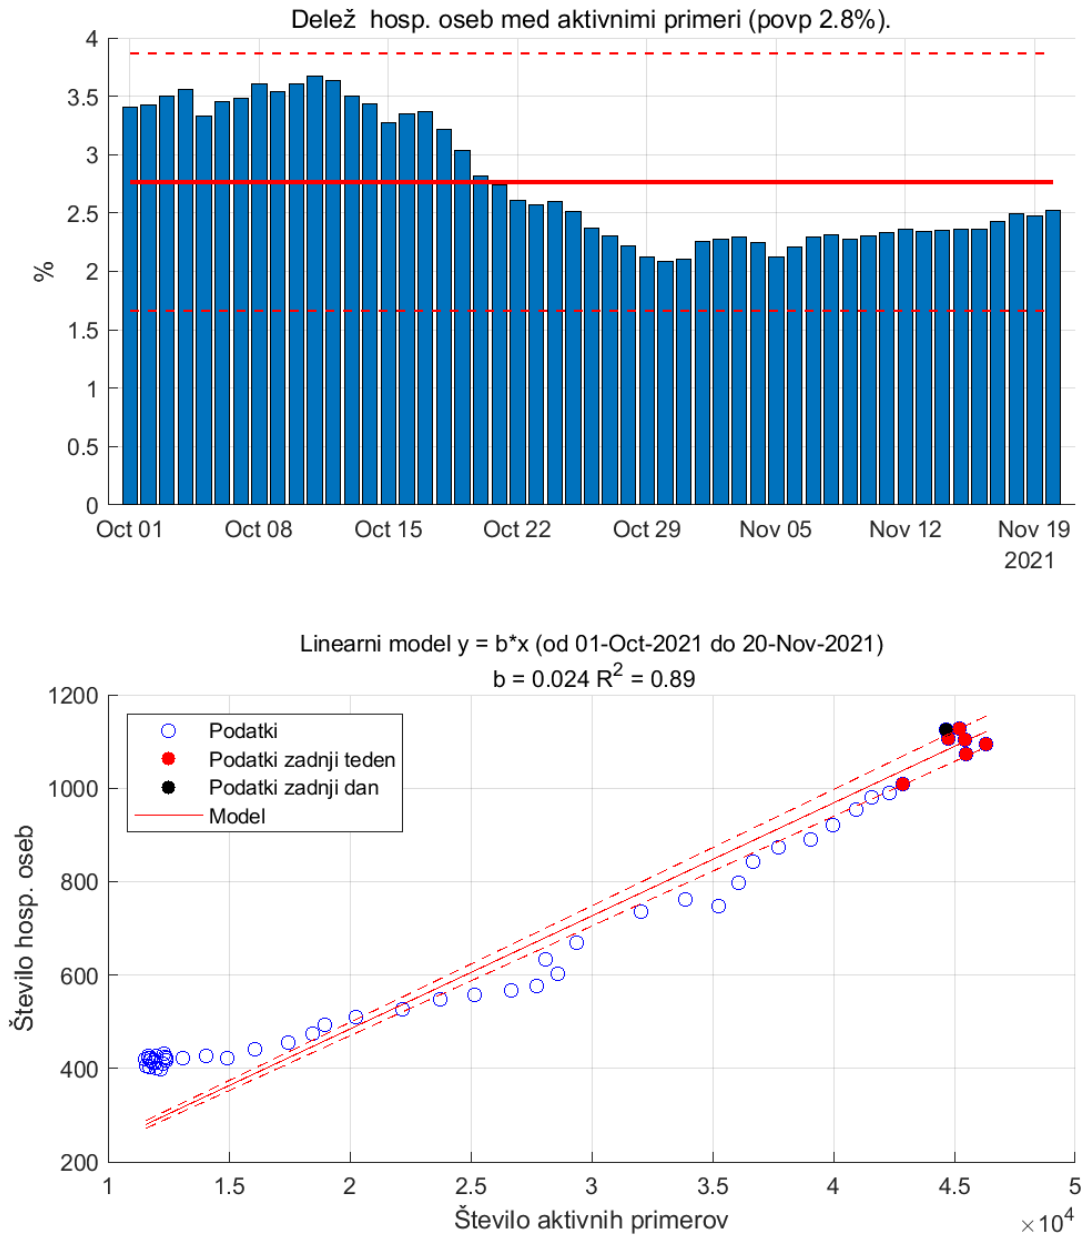 Delež  hosp. oseb med aktivnimi primeri (povp 2.8%).
4
3.5
3
2.5
2
1.5
1
0.5
0
%
Oct 01 Oct 08 Oct 15 Oct 22 Oct 29 Nov 05 Nov 12 Nov 19
2021
Linearni model y = b*x (od 01-Oct-2021 do 20-Nov-2021)
b = 0.024 R² = 0.89
1200
1000
800
600
400
200
Število hosp. oseb
Podatki
Podatki zadnji teden
Podatki zadnji dan
Model
1 1.5 2 2.5 3 3.5 4 4.5 5
Število aktivnih primerov
×10⁴